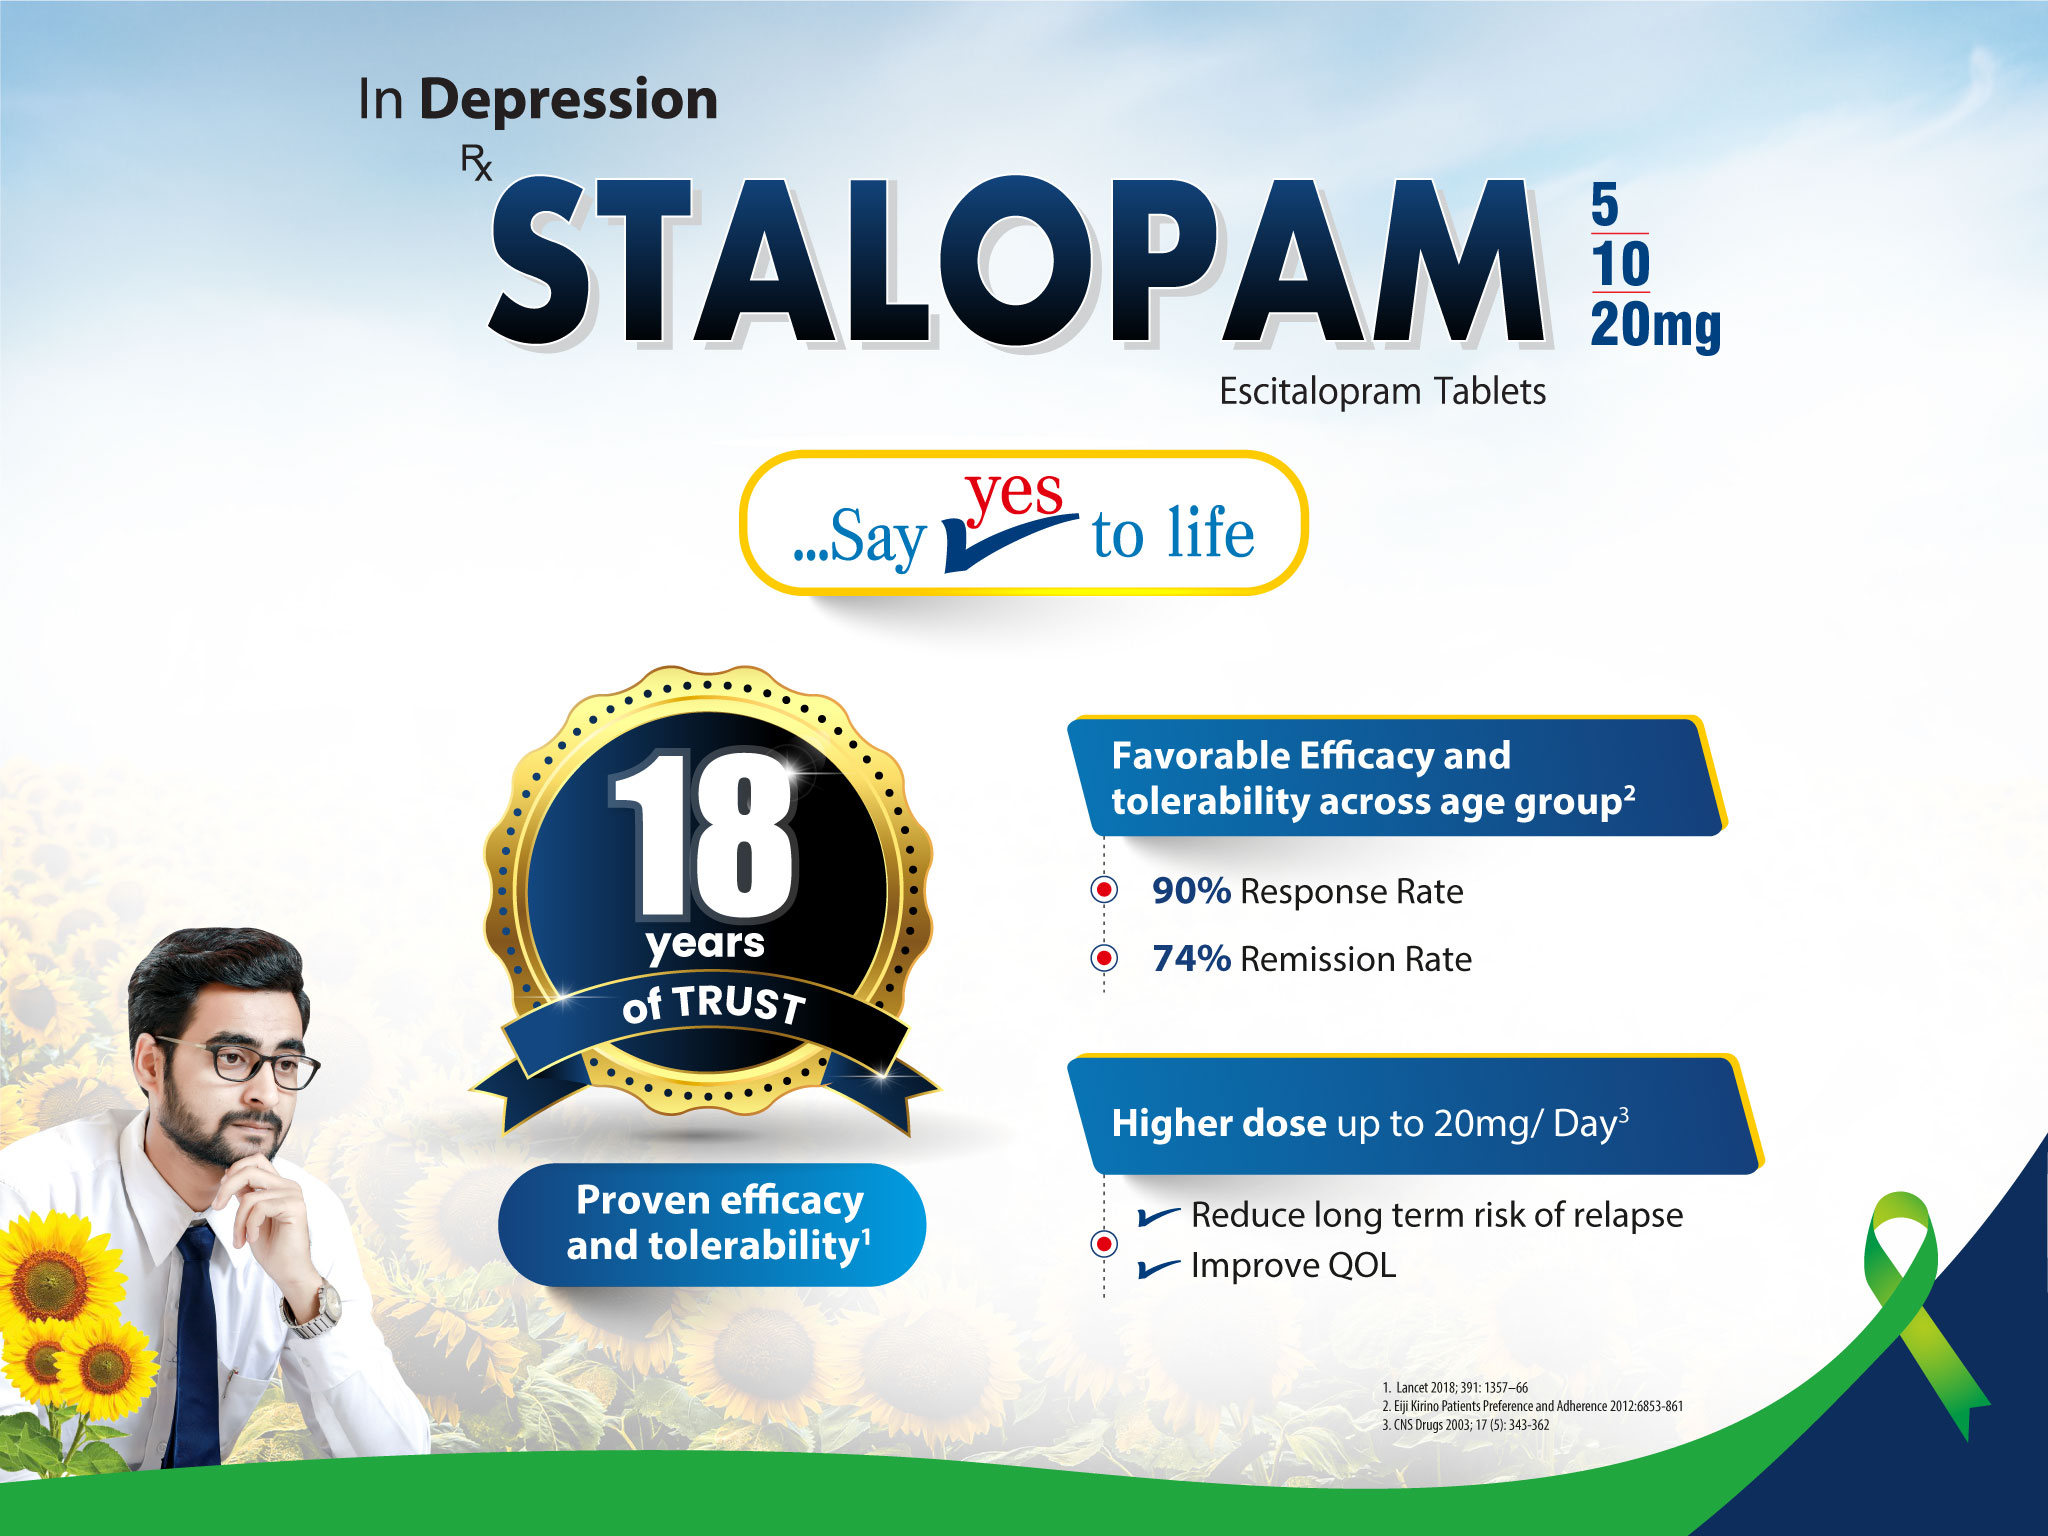 In Depression
Rx
STALOPAM
5
10
20mg
Escitalopram Tablets
...Say yes to life
18
years
of TRUST
Proven efficacy
and tolerability1
Favorable Efficacy and
tolerability across age group2
90% Response Rate
74% Remission Rate
Higher dose up to 20mg/ Day3
Reduce long term risk of relapse
Improve QOL
1. Lancet 2018; 391: 1357–66
2. Eiji Kirino Patients Preference and Adherence 2012:6853-861
3. CNS Drugs 2003; 17 (5): 343-362